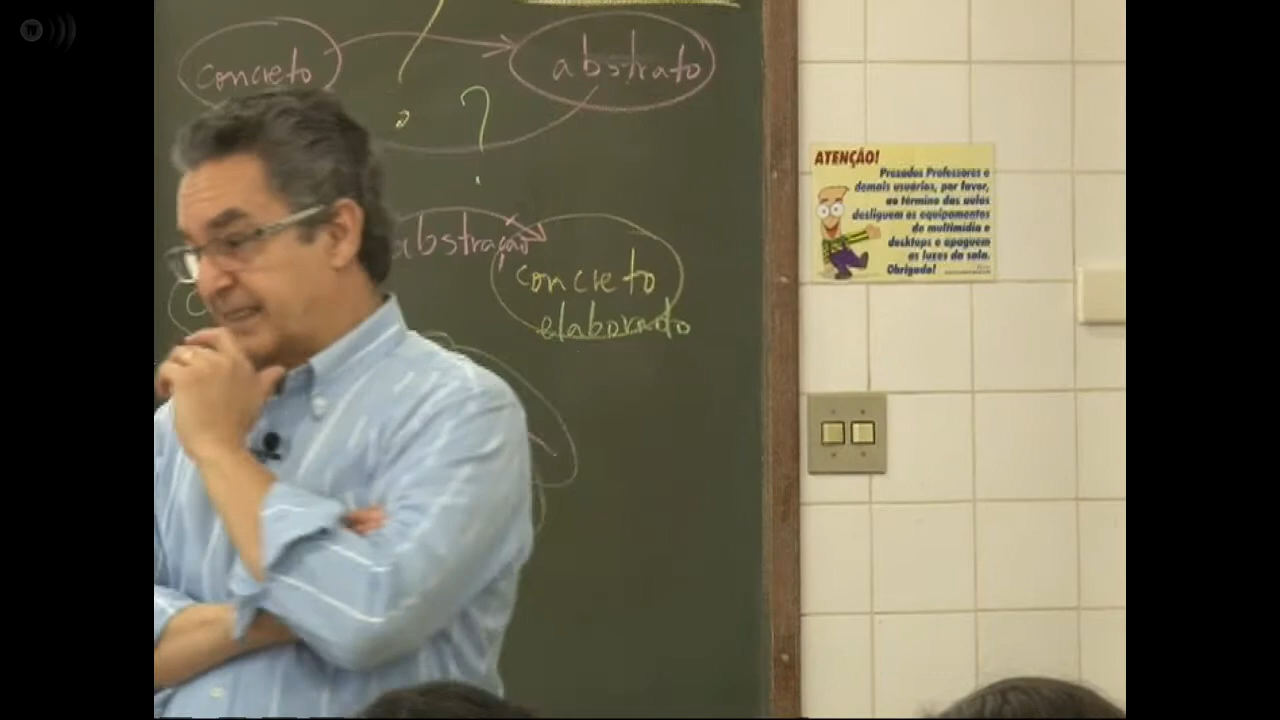 concreto
abstrato
?
?
abstração
concreto
elaborado
ATENÇÃO!
Prezados Professores e
demais usuários, por favor,
ao término das aulas
desliguem os equipamentos
de multimídia e
desktops e apaguem
as luzes da sala.
Obrigado!